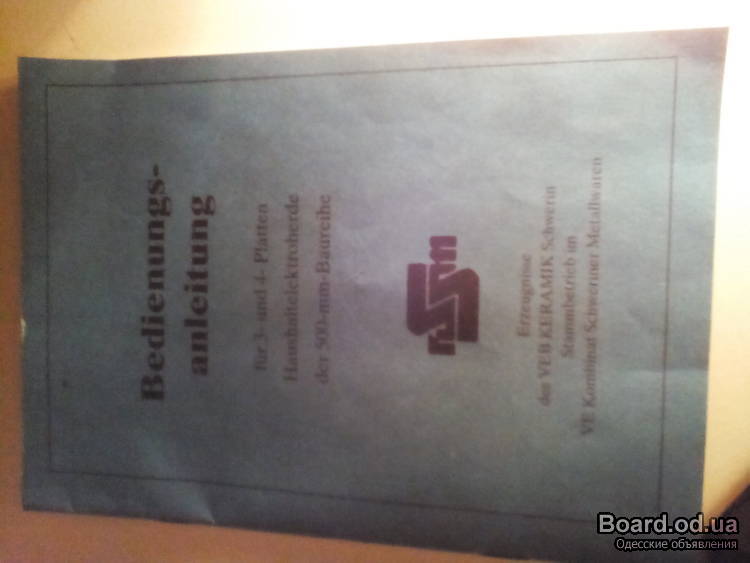 Bedienungs-
anleitung
für 3- und 4- Platten
Haushaltelektroherde
der 500-mm-Baureihe
Erzeugnisse
des VEB KERAMIK Schwerin
Stammbetrieb im
VE Kombinat Schweriner Metallwaren
Board.od.ua
Одесские объявления